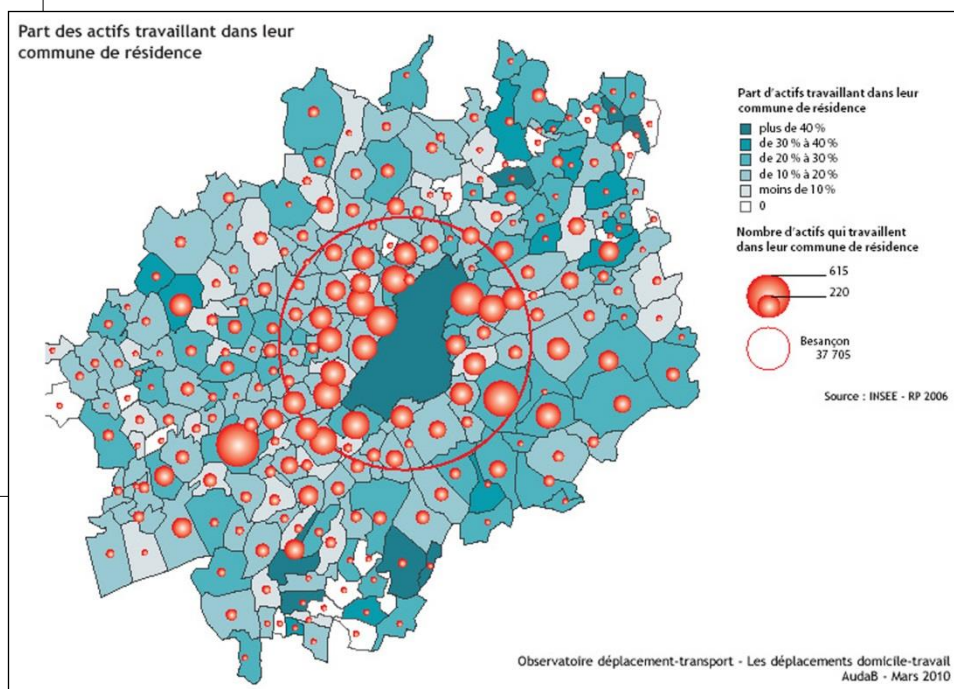 Part des actifs travaillant dans leur
commune de résidence
Part d'actifs travaillant dans leur
commune de résidence
plus de 40 %
de 30 % à 40 %
de 20 % à 30 %
de 10 % à 20 %
moins de 10 %
0
Nombre d'actifs qui travaillent
dans leur commune de résidence
615
220
Besançon
37 705
Source : INSEE - RP 2006
Observatoire déplacement-transport - Les déplacements domicile-travail
AudaB - Mars 2010